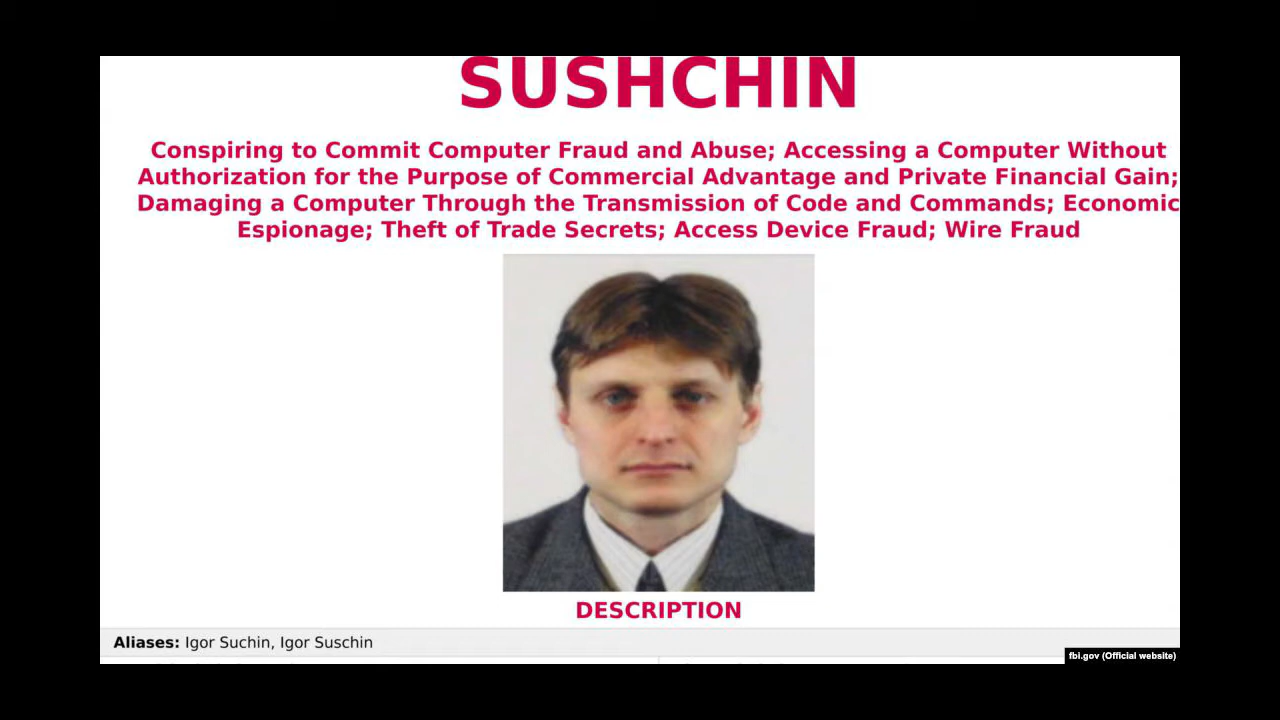 SUSHCHIN
Conspiring to Commit Computer Fraud and Abuse; Accessing a Computer Without
Authorization for the Purpose of Commercial Advantage and Private Financial Gain;
Damaging a Computer Through the Transmission of Code and Commands; Economic
Espionage; Theft of Trade Secrets; Access Device Fraud; Wire Fraud
DESCRIPTION
Aliases: Igor Suchin, Igor Suschin
fbi.gov (Official website)